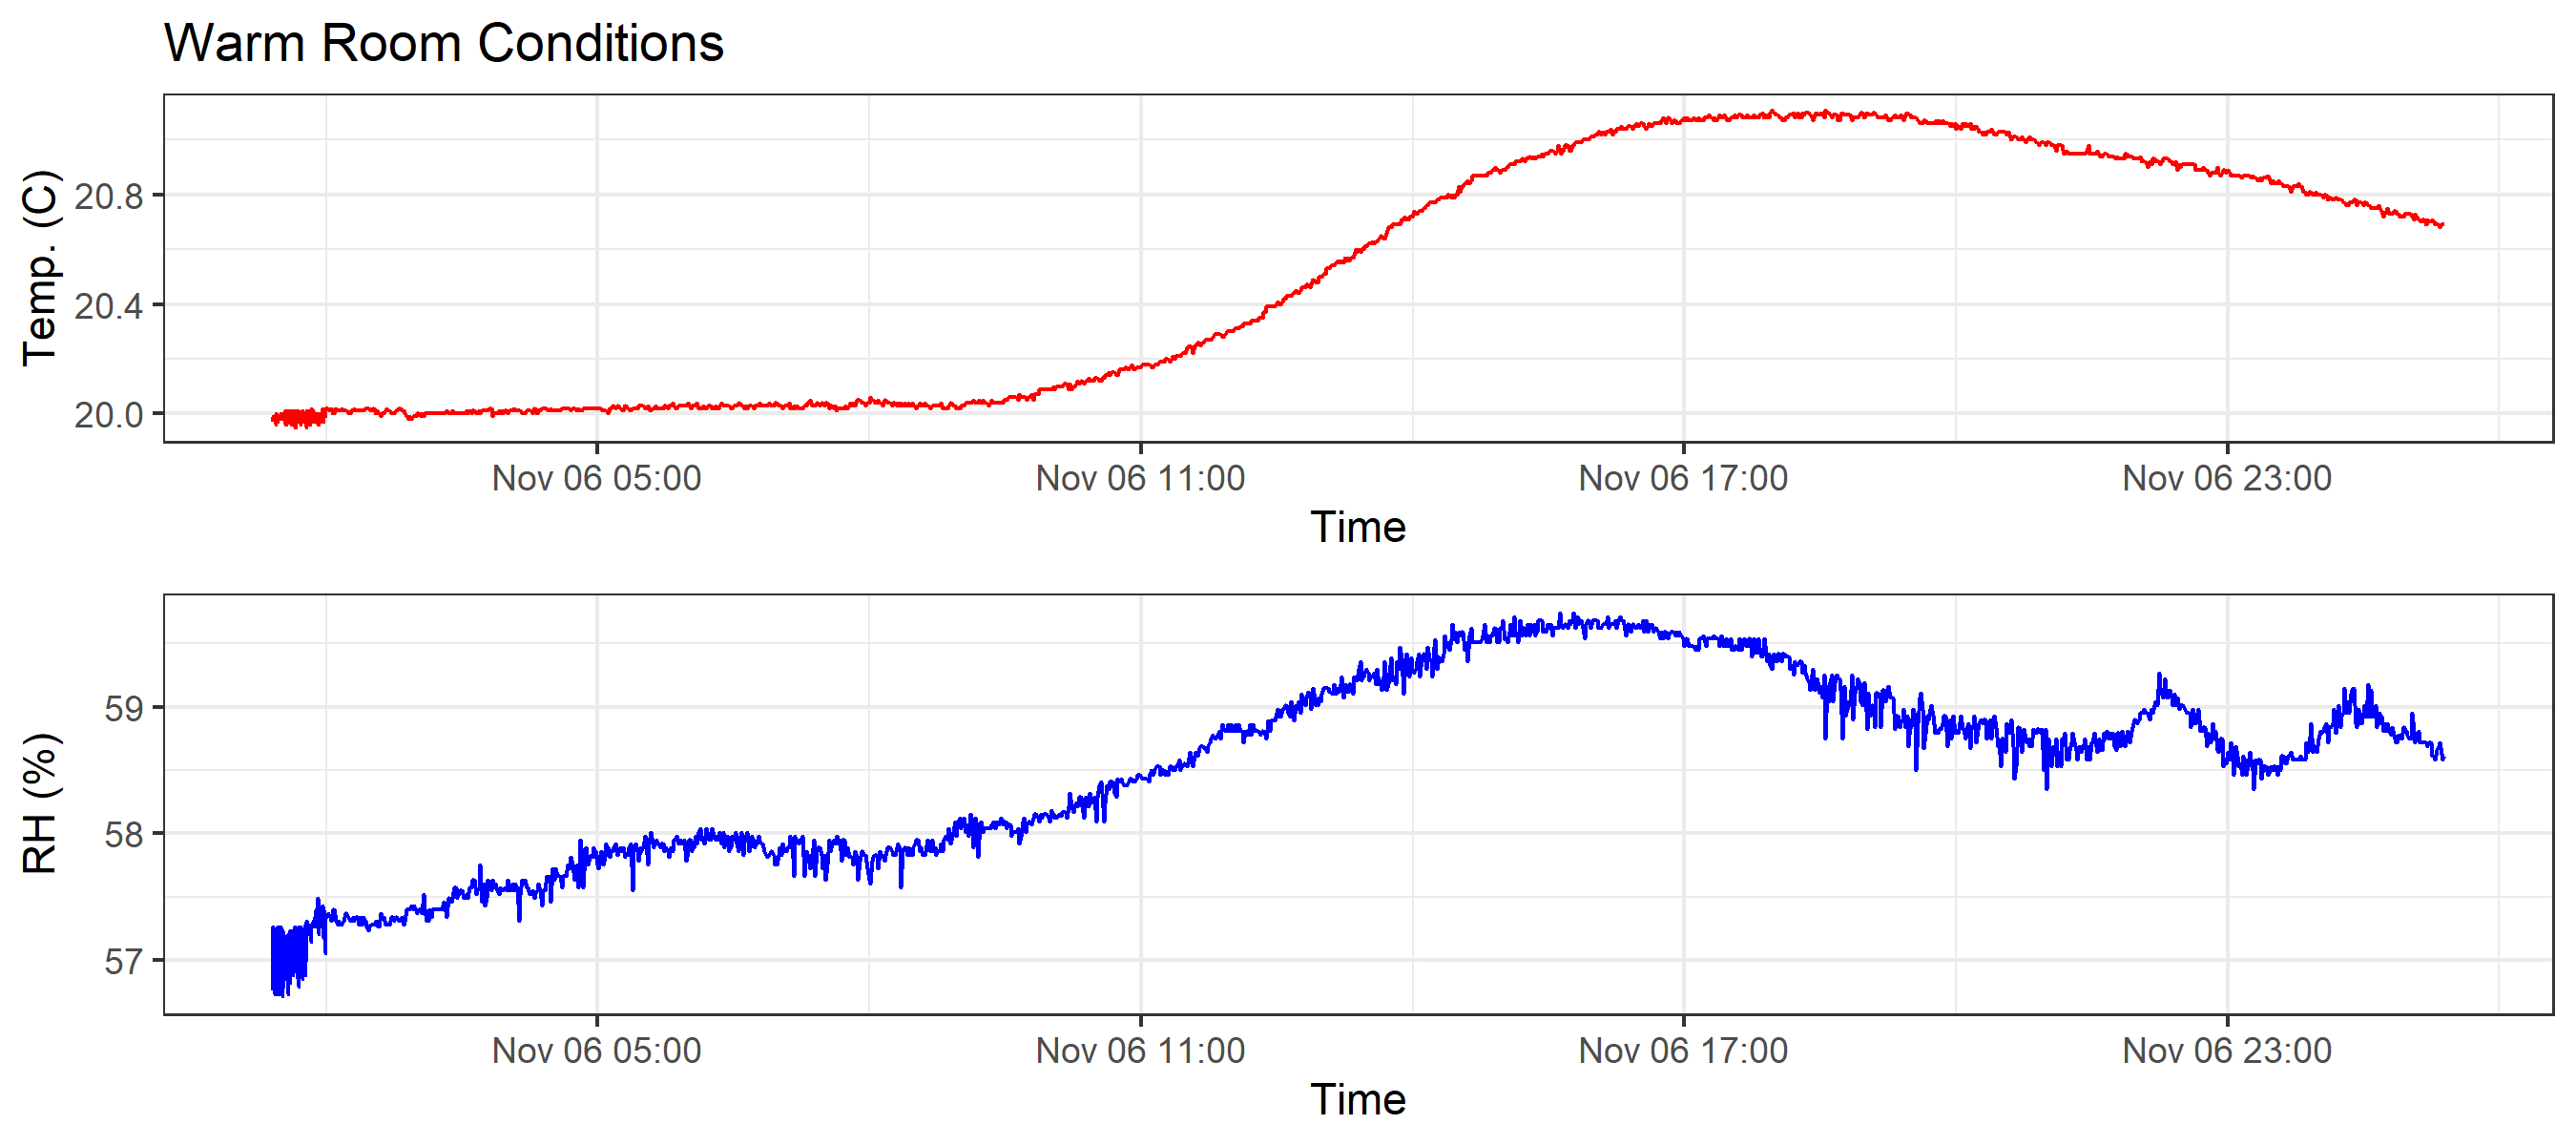 Warm Room Conditions
Temp. (C)
20.8
20.4
20.0
Nov 06 05:00 Nov 06 11:00 Nov 06 17:00 Nov 06 23:00
Time
RH (%)
59
58
57
Nov 06 05:00 Nov 06 11:00 Nov 06 17:00 Nov 06 23:00
Time